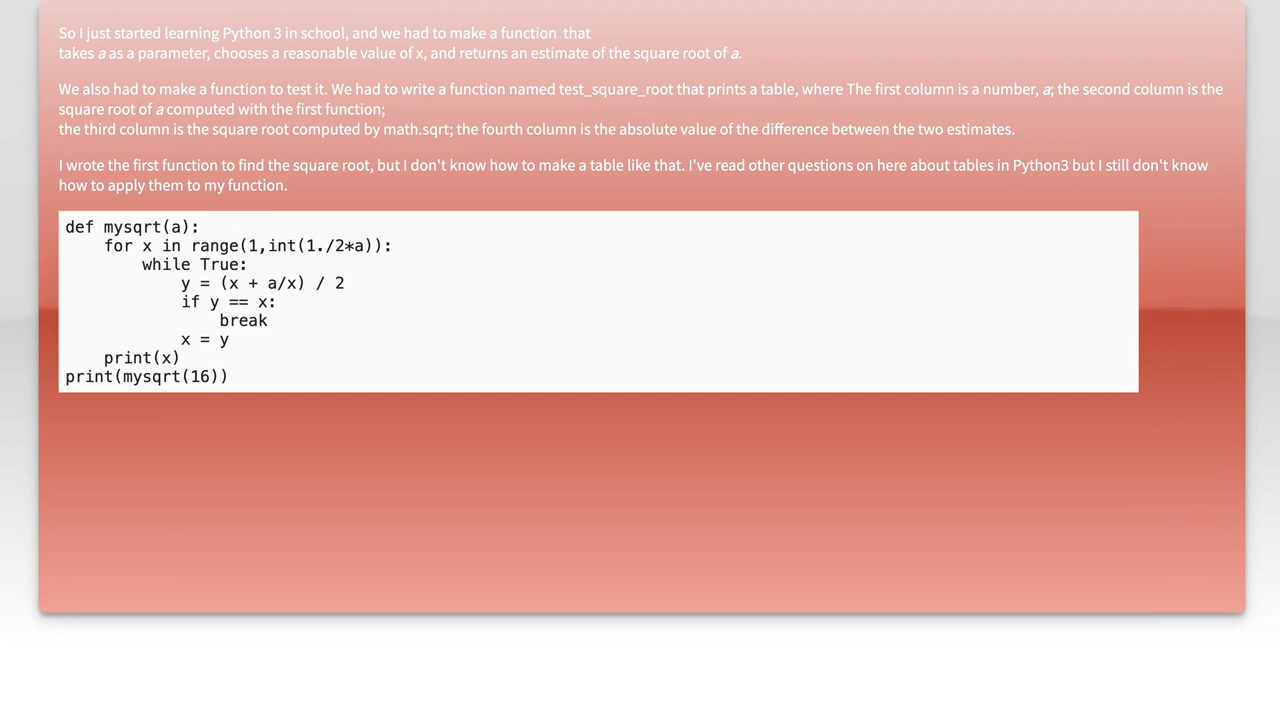 So I just started learning Python 3 in school, and we had to make a function  that
takes a as a parameter, chooses a reasonable value of x, and returns an estimate of the square root of a.
We also had to make a function to test it. We had to write a function named test_square_root that prints a table, where The first column is a number, a; the second column is the
square root of a computed with the first function;
the third column is the square root computed by math.sqrt; the fourth column is the absolute value of the difference between the two estimates.
I wrote the first function to find the square root, but I don't know how to make a table like that. I've read other questions on here about tables in Python3 but I still don't know
how to apply them to my function.
def mysqrt(a):
    for x in range(1,int(1./2*a)):
        while True:
            y = (x + a/x) / 2
            if y == x:
                break
            x = y
    print(x)
print(mysqrt(16))